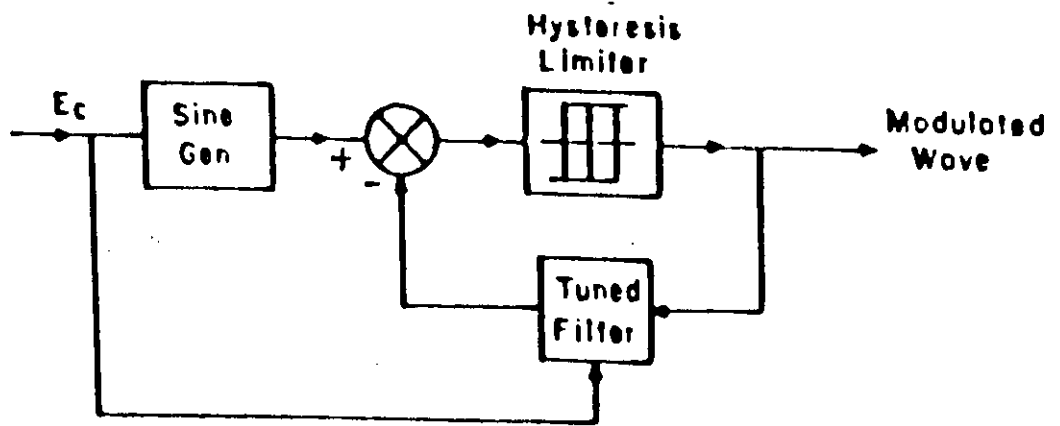 Hysteresis
Limiter
Ec
Sine
Gen
+
-
Modulated
Wave
Tuned
Filter